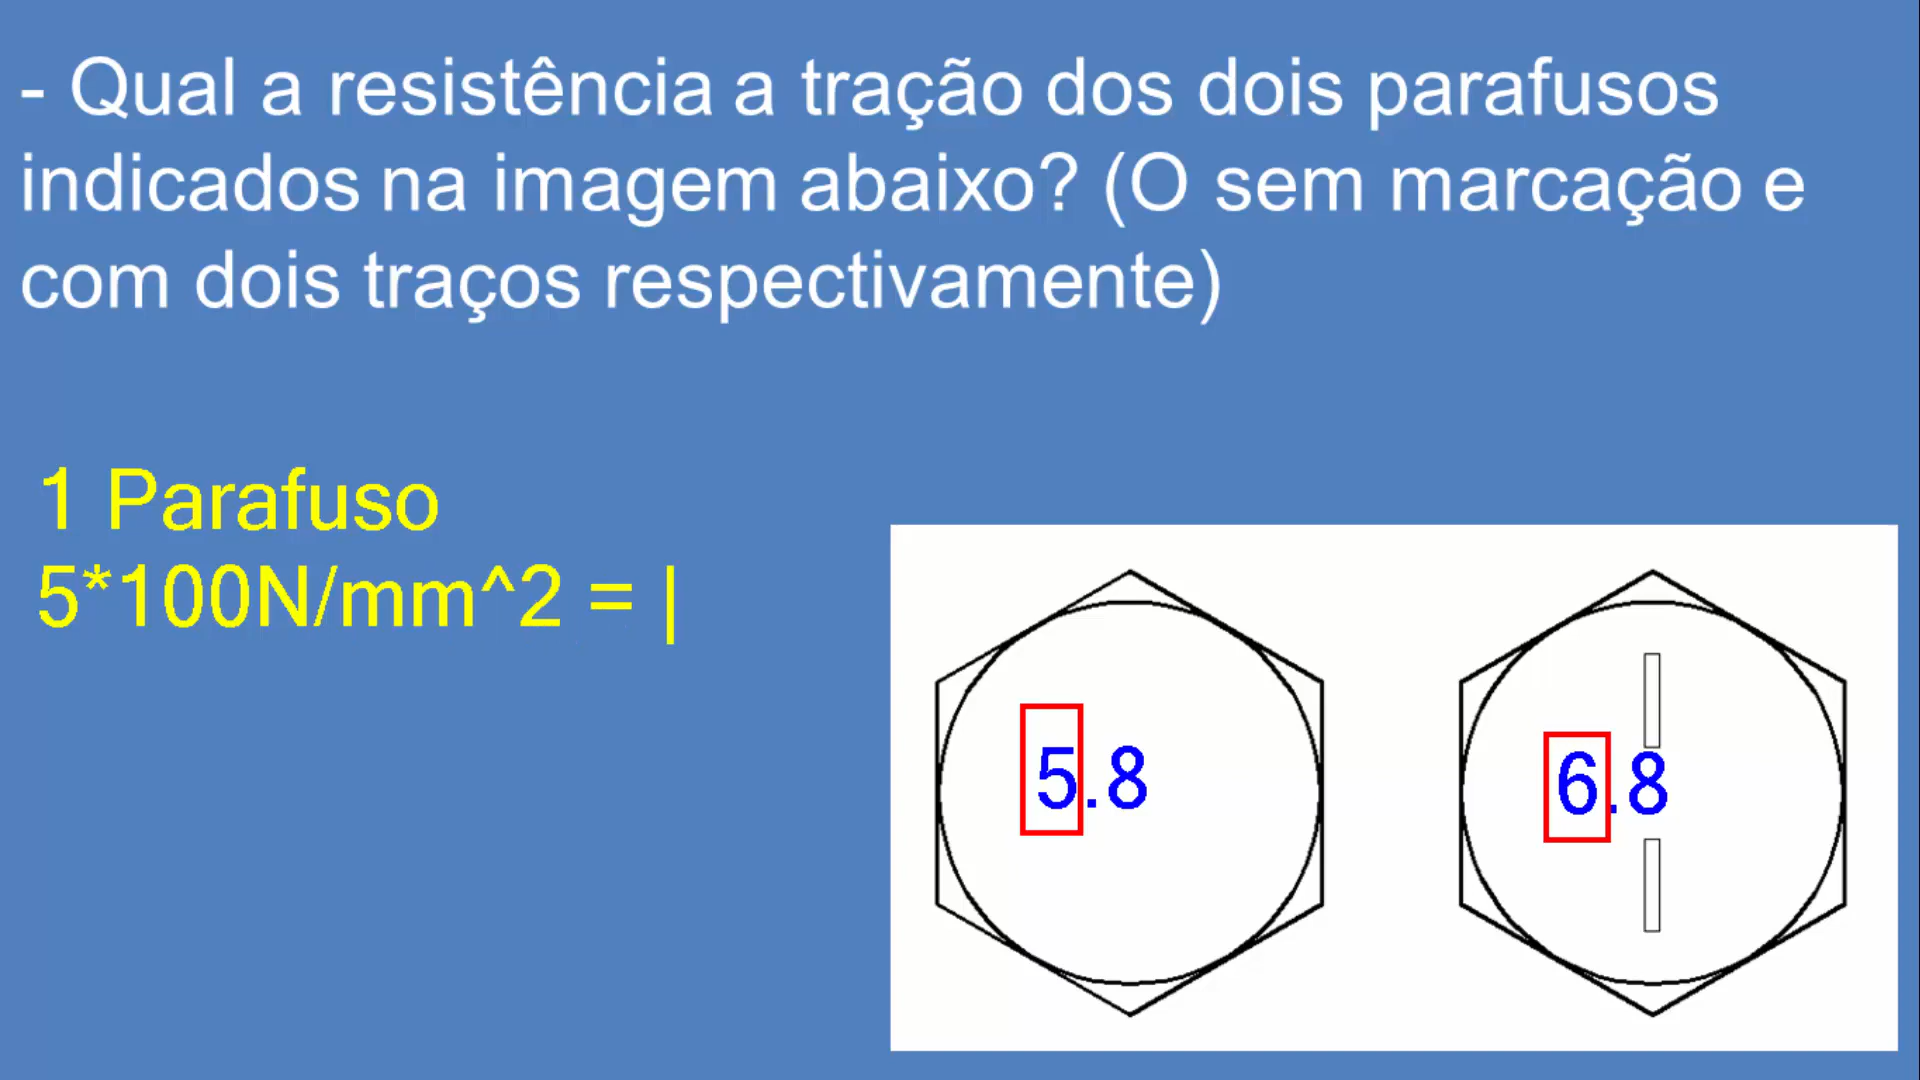 - Qual a resistência a tração dos dois parafusos
indicados na imagem abaixo? (O sem marcação e
com dois traços respectivamente)
1 Parafuso
5*100N/mm^2 = |
5.8
6.8